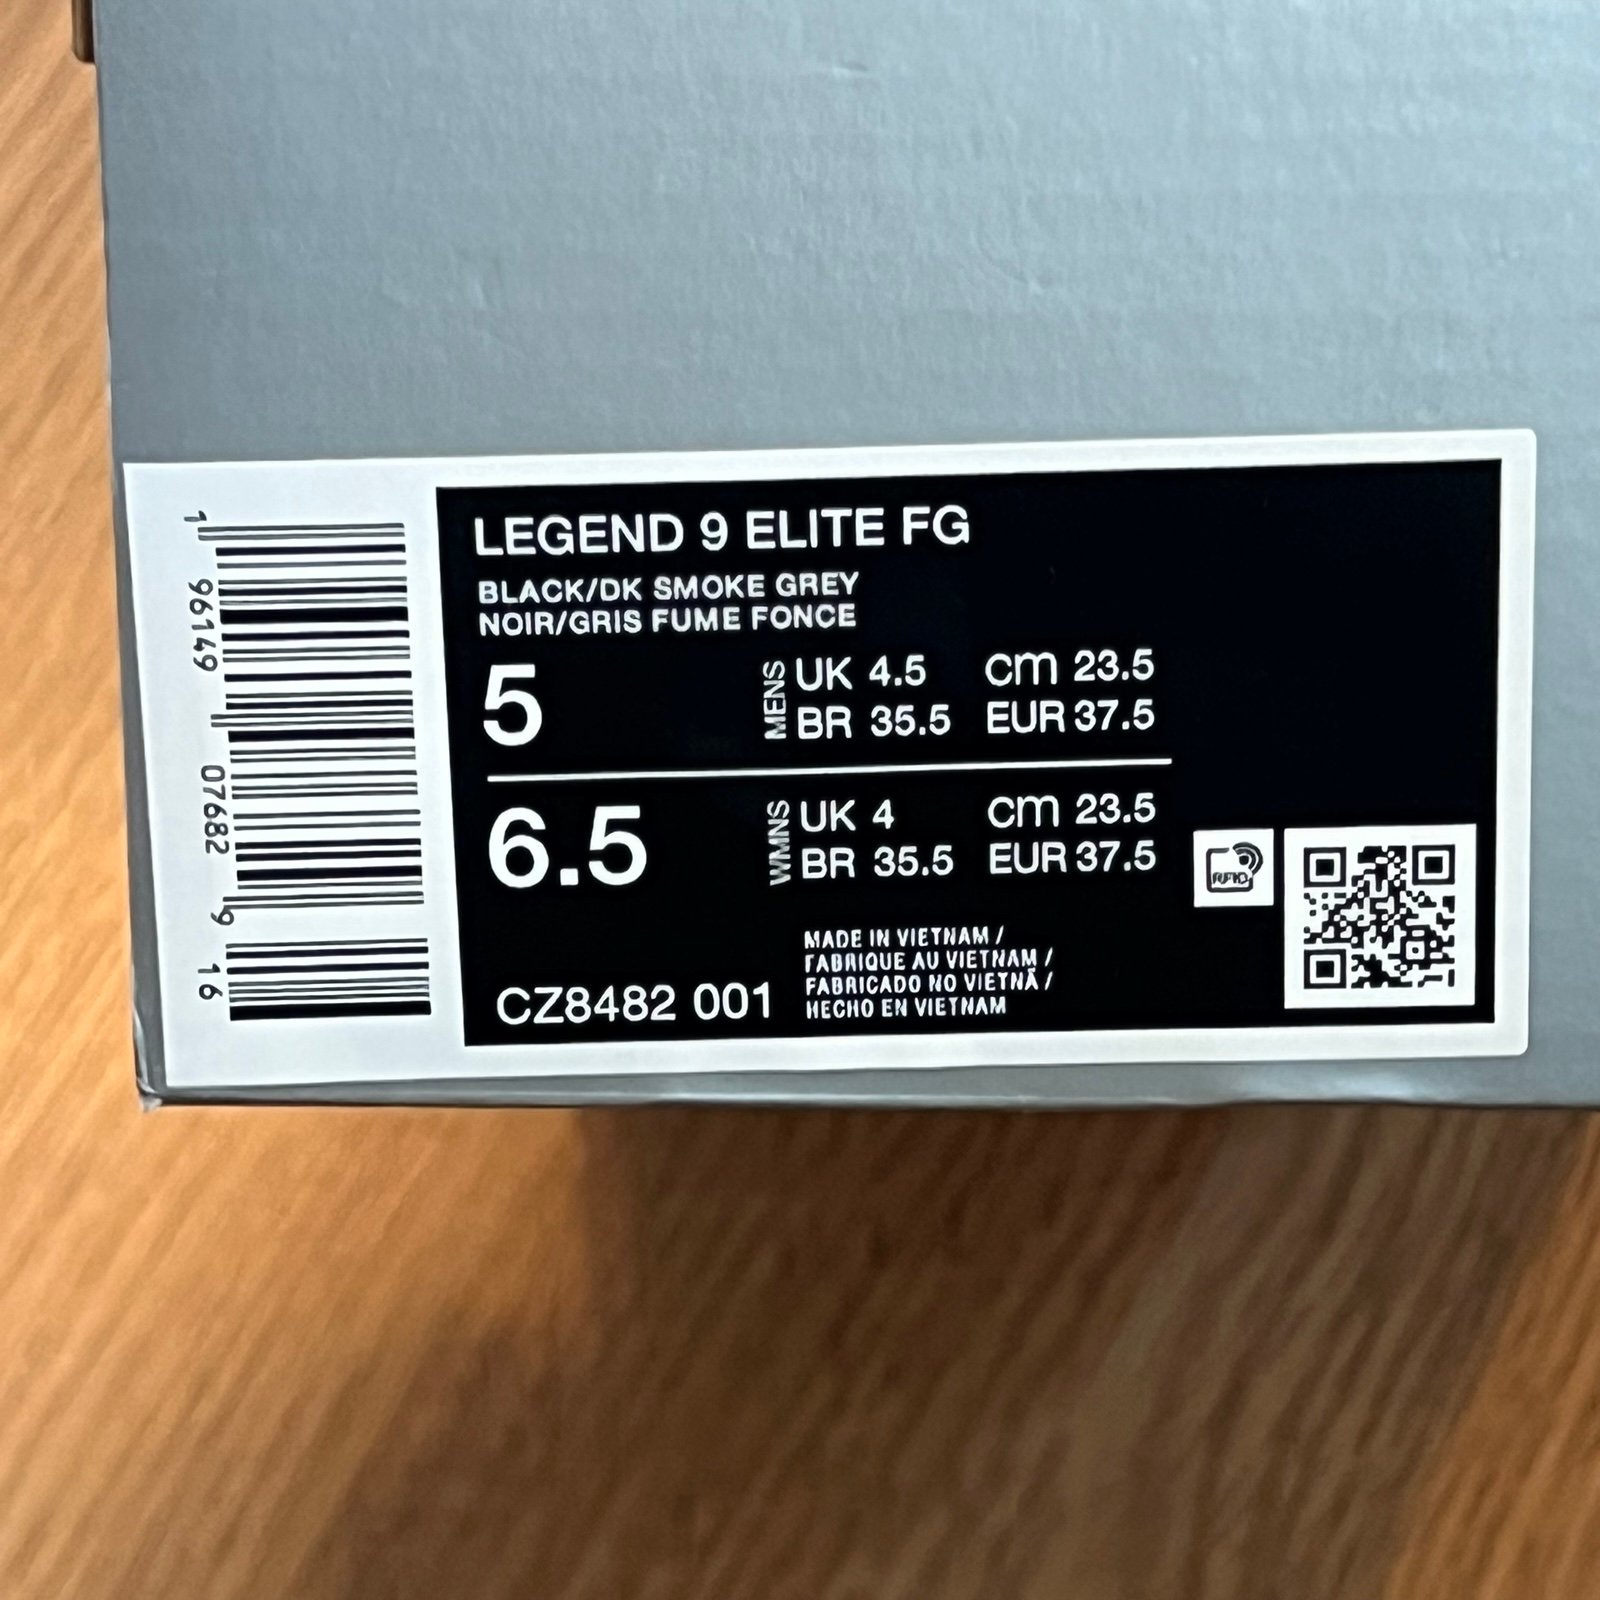 LEGEND 9 ELITE FG
BLACK/DK SMOKE GREY
NOIR/GRIS FUME FONCE
5
MENS
UK 4.5 cm 23.5
BR 35.5 EUR 37.5
6.5
WMNS
UK 4 cm 23.5
BR 35.5 EUR 37.5
MADE IN VIETNAM /
FABRIQUE AU VIETNAM /
FABRICADO NO VIETNÃ /
HECHO EN VIETNAM
CZ8482 001
RFID
1 96149 07682 9 16